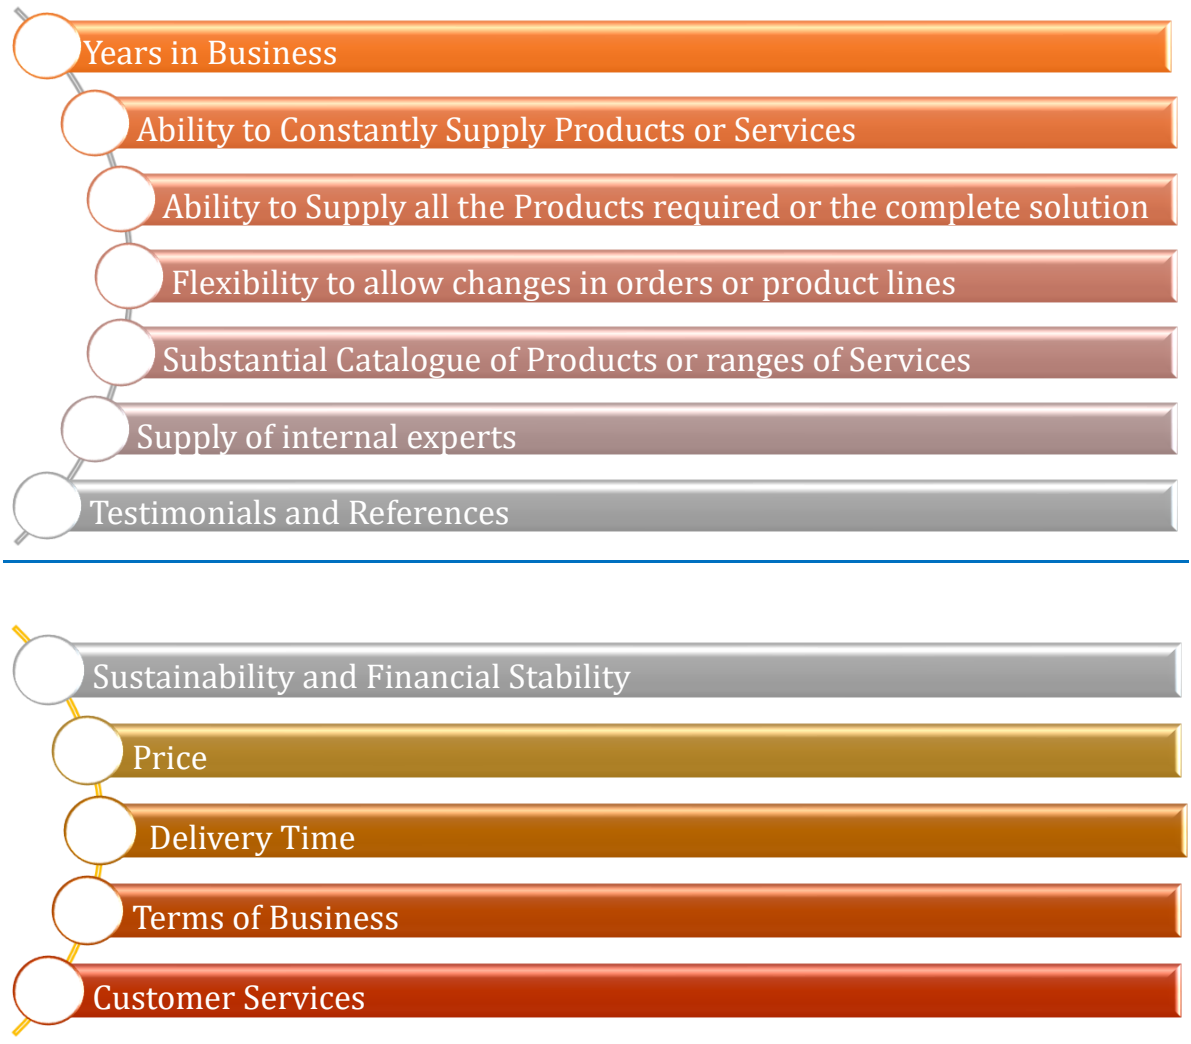 Years in Business
Ability to Constantly Supply Products or Services
Ability to Supply all the Products required or the complete solution
Flexibility to allow changes in orders or product lines
Substantial Catalogue of Products or ranges of Services
Supply of internal experts
Testimonials and References
Sustainability and Financial Stability
Price
Delivery Time
Terms of Business
Customer Services